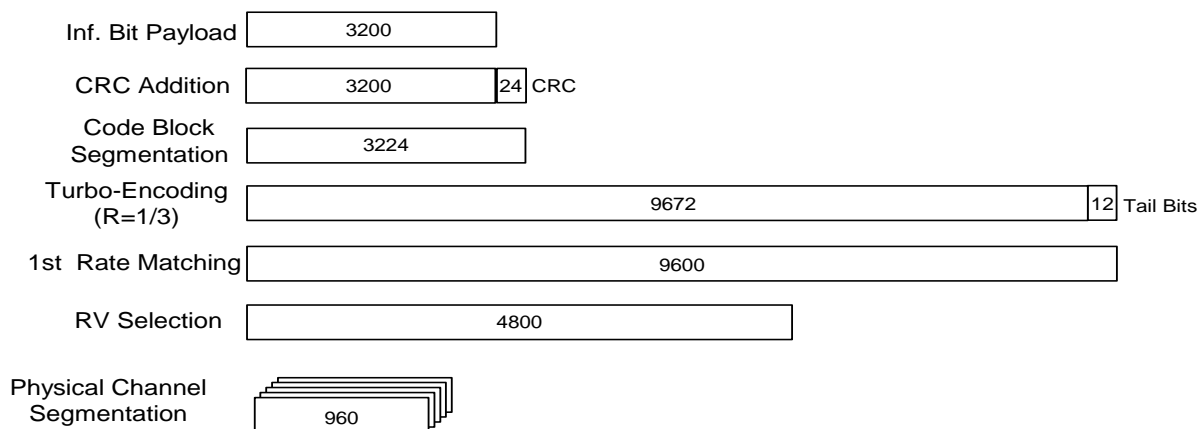 Inf. Bit Payload
3200
CRC Addition
3200
24
CRC
Code Block
Segmentation
3224
Turbo-Encoding
(R=1/3)
9672
12
Tail Bits
1st Rate Matching
9600
RV Selection
4800
Physical Channel
Segmentation
960